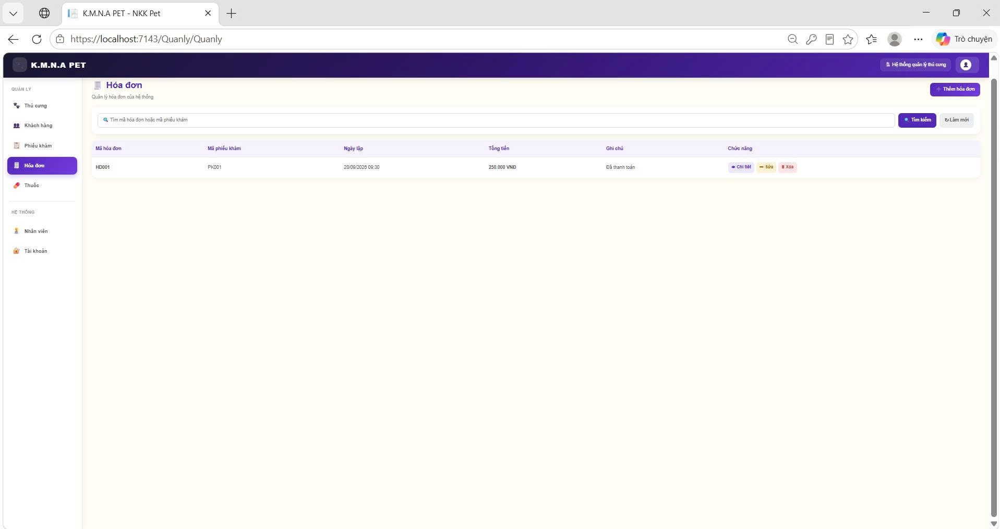 K.M.N.A PET - NKK Pet
https://localhost:7143/Quanly/Quanly
Trò chuyện
K.M.N.A PET
Hệ thống quản lý thú cưng
QUẢN LÝ
Thú cưng
Khách hàng
Phiếu khám
Hóa đơn
Thuốc
HỆ THỐNG
Nhân viên
Tài khoản
Hóa đơn
Quản lý hóa đơn của hệ thống
Thêm hóa đơn
Tìm mã hóa đơn hoặc mã phiếu khám
Tìm kiếm
↻ Làm mới
Mã hóa đơn Mã phiếu khám Ngày lập Tổng tiền Ghi chú Chức năng
HD001 PK001 20/09/2026 09:30 250.000 VNĐ Đã thanh toán Chi tiết Sửa Xóa